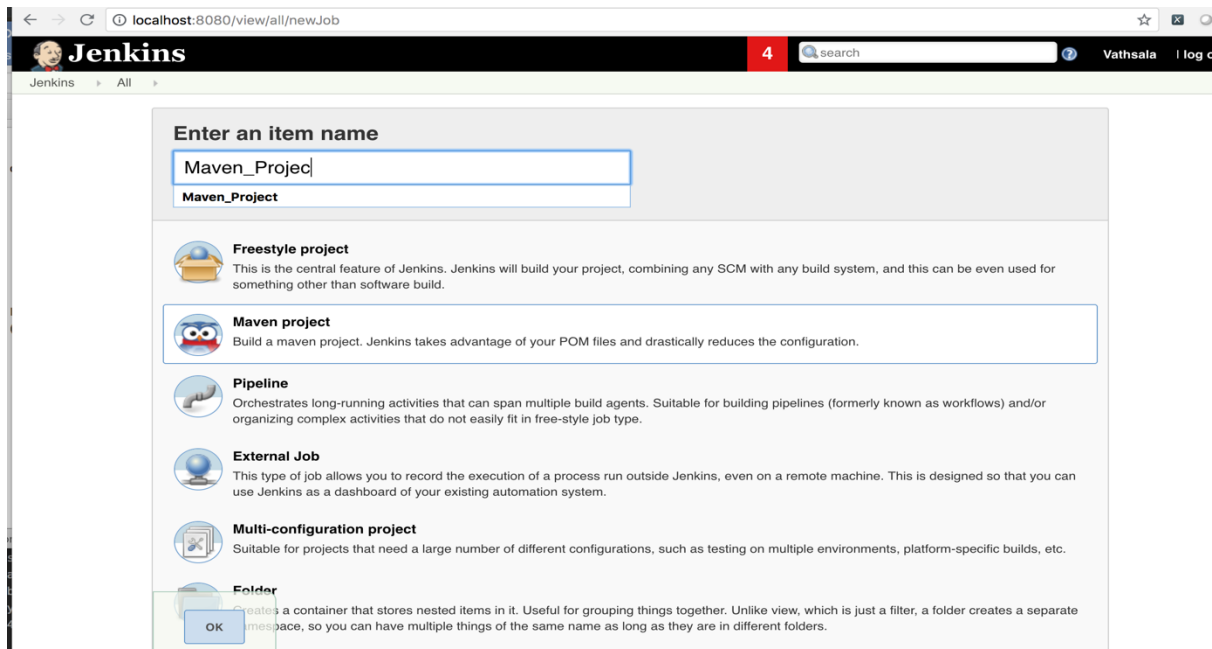 localhost:8080/view/all/newJob
Jenkins
4
search
Vathsala
| log
Jenkins
All
Enter an item name
Maven_Projec
Maven_Project
Freestyle project
This is the central feature of Jenkins. Jenkins will build your project, combining any SCM with any build system, and this can be even used for
something other than software build.
Maven project
Build a maven project. Jenkins takes advantage of your POM files and drastically reduces the configuration.
Pipeline
Orchestrates long-running activities that can span multiple build agents. Suitable for building pipelines (formerly known as workflows) and/or
organizing complex activities that do not easily fit in free-style job type.
External Job
This type of job allows you to record the execution of a process run outside Jenkins, even on a remote machine. This is designed so that you can
use Jenkins as a dashboard of your existing automation system.
Multi-configuration project
Suitable for projects that need a large number of different configurations, such as testing on multiple environments, platform-specific builds, etc.
Folder
Creates a container that stores nested items in it. Useful for grouping things together. Unlike view, which is just a filter, a folder creates a separate
space, so you can have multiple things of the same name as long as they are in different folders.
OK